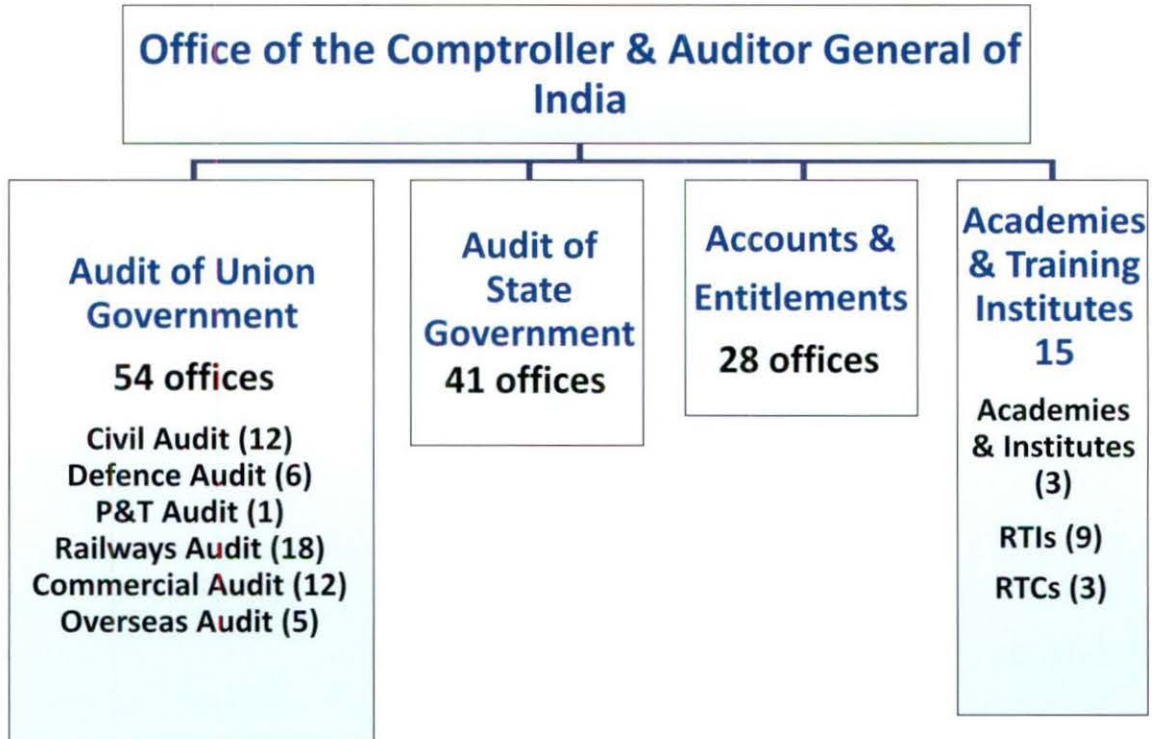 Office of the Comptroller & Auditor General of
India
Audit of Union
Government
54 offices
Civil Audit (12)
Defence Audit (6)
P&T Audit (1)
Railways Audit (18)
Commercial Audit (12)
Overseas Audit (5)
Audit of
State
Government
41 offices
Accounts &
Entitlements
28 offices
Academies
& Training
Institutes
15
Academies
& Institutes
(3)
RTIs (9)
RTCs (3)